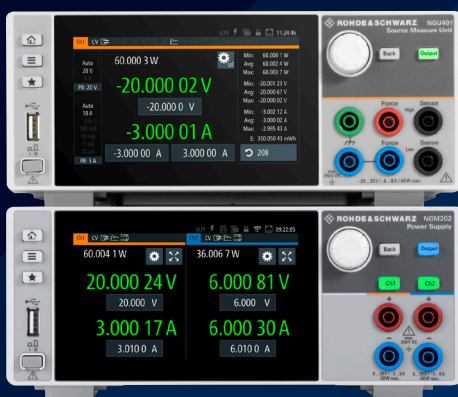 11:24:46
ROHDE&SCHWARZ NGU401
Source Measure Unit
Ch1 CV
Auto
20 V
PR: 20 V
Auto
10 A
3 A
PR: 3 A
60.000 3 W
-20.000 02 V
-20.000 0 V
-3.000 01 A
-3.000 00 A 3.000 00 A
Min: 60.000 1 W
Avg: 60.002 4 W
Max: 60.003 7 W
Min: -20.001 23 V
Avg: -20.000 67 V
Max: -20.000 02 V
Min: -3.002 12 A
Avg: -3.000 02 A
Max: -2.995 43 A
E: 350.050 43 mWh
208
Back Output
Force Sense
High
Force Sense
Low
ROHDE&SCHWARZ NGM202
Power Supply
09:22:05
Ch1 CV
Ch2 CV
60.004 1 W
20.000 24 V
20.000 V
3.000 17 A
3.010 0 A
36.006 7 W
6.000 81 V
6.000 V
6.000 30 A
6.010 0 A
Back Output
Ch1 Ch2
+ +
- -